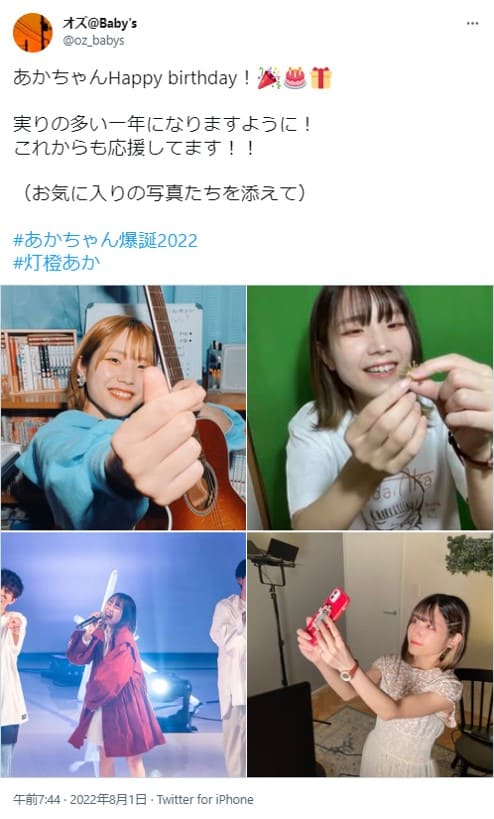 オズ@Baby's
@oz_babys
あかちゃんHappy birthday！🎉🎂🎁
実りの多い一年になりますように！
これからも応援してます！！
（お気に入りの写真たちを添えて）
#あかちゃん爆誕2022
#灯橙あか
午前7:44 · 2022年8月1日 · Twitter for iPhone